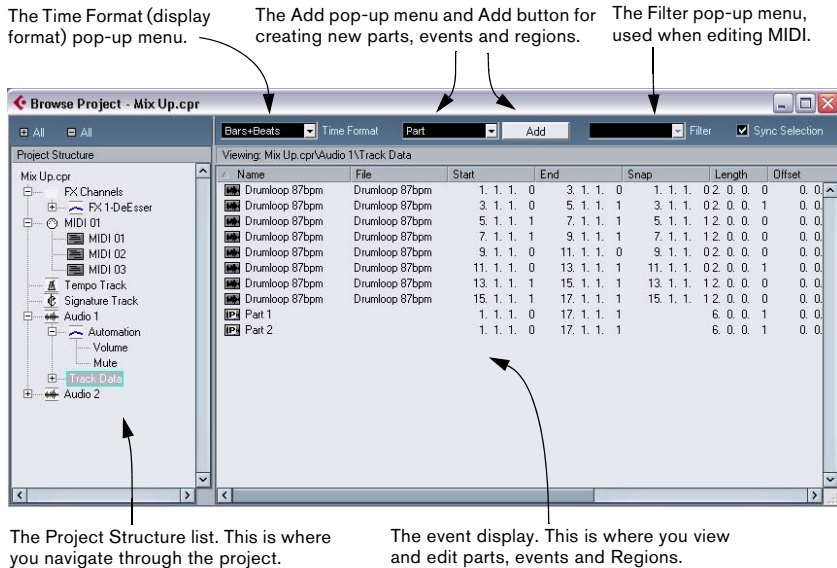 The Time Format (display
format) pop-up menu.
The Add pop-up menu and Add button for
creating new parts, events and regions.
The Filter pop-up menu,
used when editing MIDI.
Browse Project - Mix Up.cpr
All All
Bars+Beats Time Format Part Add Filter Sync Selection
Project Structure
Viewing: Mix Up.cpr\Audio 1\Track Data
Mix Up.cpr
FX Channels
FX 1-DeEsser
MIDI 01
MIDI 01
MIDI 02
MIDI 03
Tempo Track
Signature Track
Audio 1
Automation
Volume
Mute
Track Data
Audio 2
Name File Start End Snap Length Offset
Drumloop 87bpm Drumloop 87bpm 1. 1. 1. 0 3. 1. 1. 0 1. 1. 1. 0 2. 0. 0. 0 0. 0.
Drumloop 87bpm Drumloop 87bpm 3. 1. 1. 0 5. 1. 1. 1 3. 1. 1. 0 2. 0. 0. 1 0. 0.
Drumloop 87bpm Drumloop 87bpm 5. 1. 1. 1 7. 1. 1. 1 5. 1. 1. 1 2. 0. 0. 0 0. 0.
Drumloop 87bpm Drumloop 87bpm 7. 1. 1. 1 9. 1. 1. 0 7. 1. 1. 1 2. 0. 0. 0 0. 0.
Drumloop 87bpm Drumloop 87bpm 9. 1. 1. 0 11. 1. 1. 0 9. 1. 1. 0 2. 0. 0. 0 0. 0.
Drumloop 87bpm Drumloop 87bpm 11. 1. 1. 0 13. 1. 1. 1 11. 1. 1. 0 2. 0. 0. 1 0. 0.
Drumloop 87bpm Drumloop 87bpm 13. 1. 1. 1 15. 1. 1. 1 13. 1. 1. 1 2. 0. 0. 0 0. 0.
Drumloop 87bpm Drumloop 87bpm 15. 1. 1. 1 17. 1. 1. 1 15. 1. 1. 1 2. 0. 0. 0 0. 0.
Part 1 1. 1. 1. 0 17. 1. 1. 1 6. 0. 0. 1 0. 0.
Part 2 1. 1. 1. 0 17. 1. 1. 1 6. 0. 0. 1 0. 0.
The Project Structure list. This is where
you navigate through the project.
The event display. This is where you view
and edit parts, events and Regions.